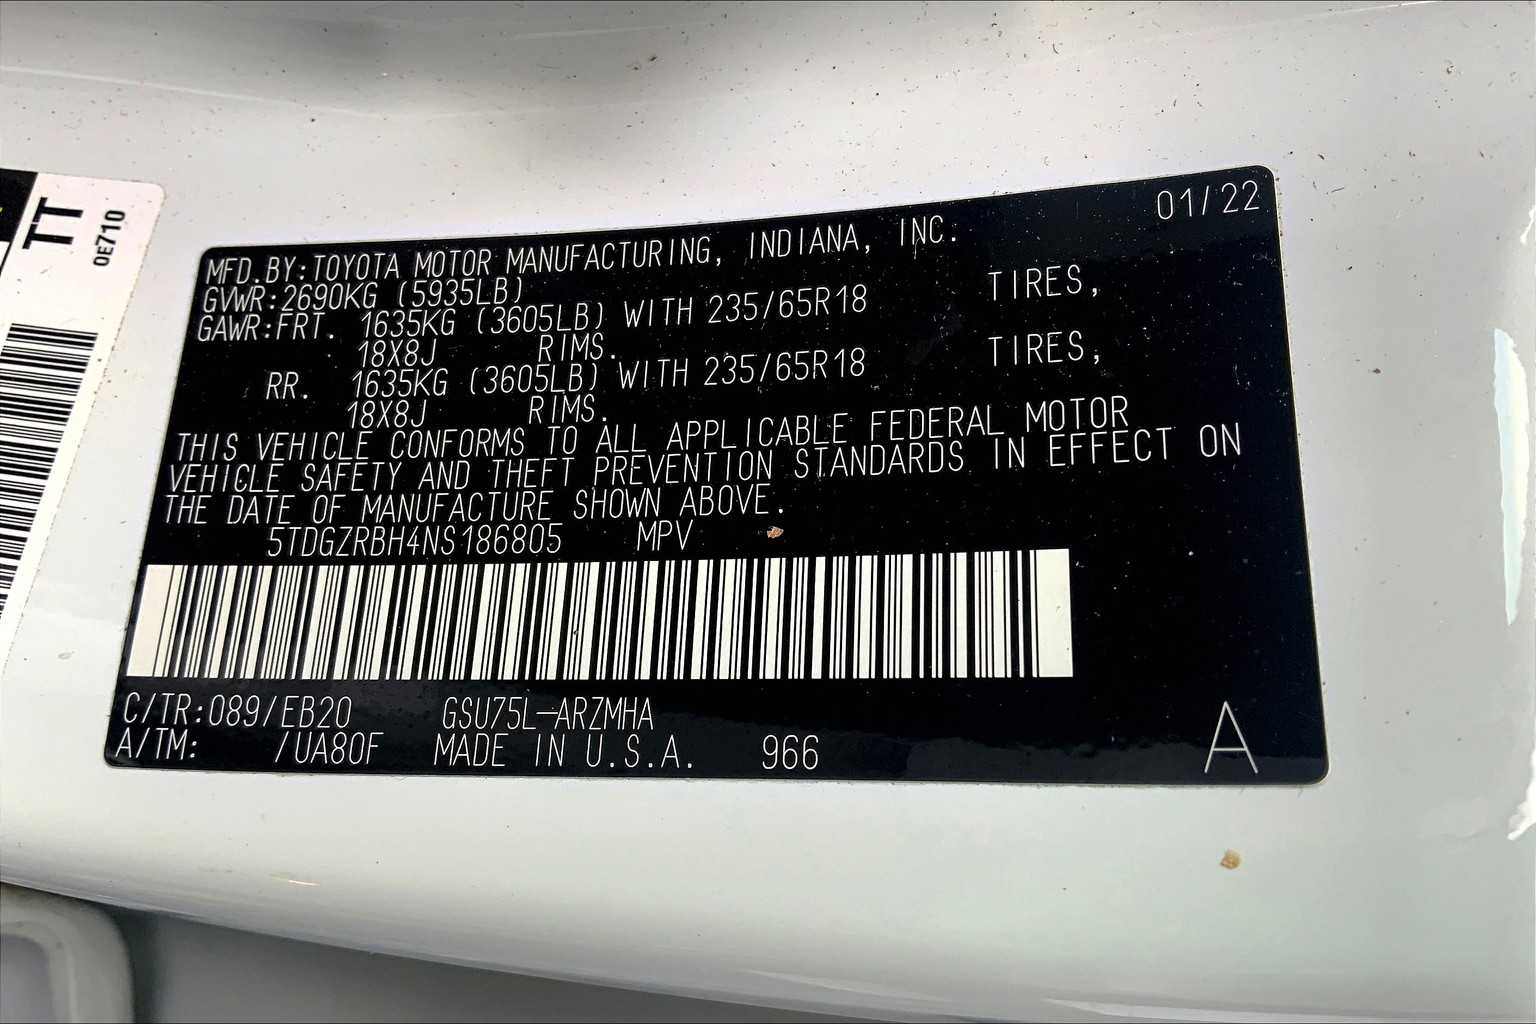 TT
OE710
01/22
MFD.BY:TOYOTA MOTOR MANUFACTURING, INDIANA, INC.
GVWR:2690KG (5935LB)
GAWR:FRT. 1635KG (3605LB) WITH 235/65R18 TIRES,
18X8J RIMS.
RR. 1635KG (3605LB) WITH 235/65R18 TIRES,
18X8J RIMS.
THIS VEHICLE CONFORMS TO ALL APPLICABLE FEDERAL MOTOR
VEHICLE SAFETY AND THEFT PREVENTION STANDARDS IN EFFECT ON
THE DATE OF MANUFACTURE SHOWN ABOVE.
5TDGZRBH4NS186805 MPV
C/TR:089/EB20 GSU75L-ARZMHA
A/TM: /UA80F MADE IN U.S.A. 966
A